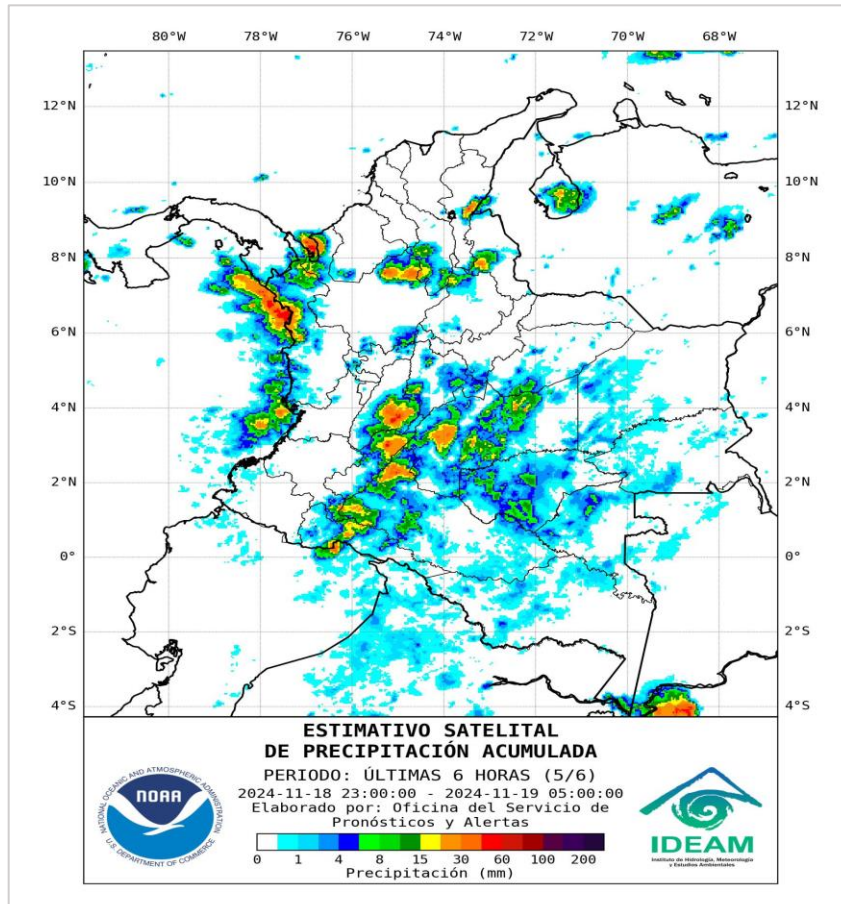 80°W 78°W 76°W 74°W 72°W 70°W 68°W
12°N 12°N
10°N 10°N
8°N 8°N
6°N 6°N
4°N 4°N
2°N 2°N
0° 0°
2°S 2°S
4°S 4°S
ESTIMATIVO SATELITAL
DE PRECIPITACIÓN ACUMULADA
PERIODO: ÚLTIMAS 6 HORAS (5/6)
2024-11-18 23:00:00 - 2024-11-19 05:00:00
Elaborado por: Oficina del Servicio de
Pronósticos y Alertas
0 1 4 8 15 30 60 100 200
Precipitación (mm)
NATIONAL OCEANIC AND ATMOSPHERIC ADMINISTRATION
NOAA
U.S. DEPARTMENT OF COMMERCE
IDEAM
Instituto de Hidrología, Meteorología
y Estudios Ambientales